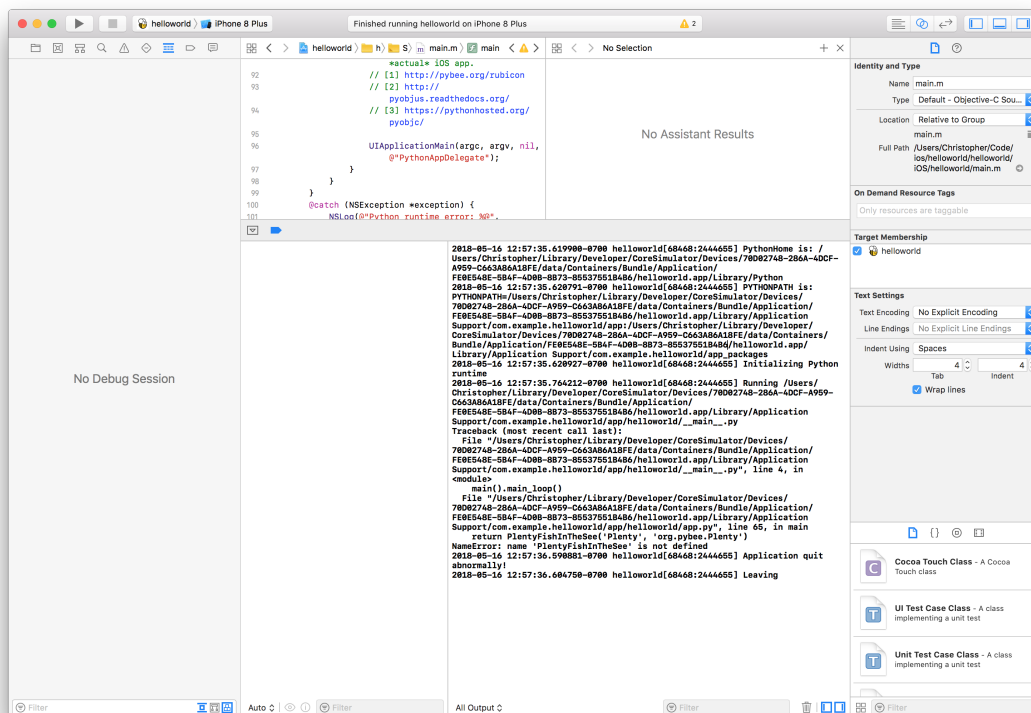 helloworld
iPhone 8 Plus
Finished running helloworld on iPhone 8 Plus
2
helloworld
h
S
main.m
main
No Selection
Identity and Type
Name main.m
Type Default - Objective-C Sou...
Location Relative to Group
main.m
Full Path /Users/Christopher/Code/
ios/helloworld/helloworld/
iOS/helloworld/main.m
On Demand Resource Tags
Only resources are taggable
Target Membership
helloworld
Text Settings
Text Encoding No Explicit Encoding
Line Endings No Explicit Line Endings
Indent Using Spaces
Widths 4 4
Tab Indent
Wrap lines
*actual* iOS app.
92 // [1] http://pybee.org/rubicon
93 // [2] http://
pyobjus.readthedocs.org/
94 // [3] https://pythonhosted.org/
pyobjc/
95
96 UIApplicationMain(argc, argv, nil,
@"PythonAppDelegate");
97 }
98 }
99 }
100 @catch (NSException *exception) {
101 NSLog(@"Python runtime error: %@",
No Assistant Results
No Debug Session
2018-05-16 12:57:35.619900-0700 helloworld[68468:2444655] PythonHome is: /
Users/Christopher/Library/Developer/CoreSimulator/Devices/70D02748-286A-4DCF-
A959-C663A86A18FE/data/Containers/Bundle/Application/
FE0E548E-5B4F-4D0B-8B73-85537551B4B6/helloworld.app/Library/Python
2018-05-16 12:57:35.620791-0700 helloworld[68468:2444655] PYTHONPATH is:
PYTHONPATH=/Users/Christopher/Library/Developer/CoreSimulator/Devices/
70D02748-286A-4DCF-A959-C663A86A18FE/data/Containers/Bundle/Application/
FE0E548E-5B4F-4D0B-8B73-85537551B4B6/helloworld.app/Library/Application
Support/com.example.helloworld/app:/Users/Christopher/Library/Developer/
CoreSimulator/Devices/70D02748-286A-4DCF-A959-C663A86A18FE/data/Containers/
Bundle/Application/FE0E548E-5B4F-4D0B-8B73-85537551B4B6/helloworld.app/
Library/Application Support/com.example.helloworld/app_packages
2018-05-16 12:57:35.620927-0700 helloworld[68468:2444655] Initializing Python
runtime
2018-05-16 12:57:35.764212-0700 helloworld[68468:2444655] Running /Users/
Christopher/Library/Developer/CoreSimulator/Devices/70D02748-286A-4DCF-A959-
C663A86A18FE/data/Containers/Bundle/Application/
FE0E548E-5B4F-4D0B-8B73-85537551B4B6/helloworld.app/Library/Application
Support/com.example.helloworld/app/helloworld/__main__.py
Traceback (most recent call last):
File "/Users/Christopher/Library/Developer/CoreSimulator/Devices/
70D02748-286A-4DCF-A959-C663A86A18FE/data/Containers/Bundle/Application/
FE0E548E-5B4F-4D0B-8B73-85537551B4B6/helloworld.app/Library/Application
Support/com.example.helloworld/app/helloworld/__main__.py", line 4, in
<module>
main().main_loop()
File "/Users/Christopher/Library/Developer/CoreSimulator/Devices/
70D02748-286A-4DCF-A959-C663A86A18FE/data/Containers/Bundle/Application/
FE0E548E-5B4F-4D0B-8B73-85537551B4B6/helloworld.app/Library/Application
Support/com.example.helloworld/app/helloworld/app.py", line 65, in main
return PlentyFishInTheSee('Plenty', 'org.pybee.Plenty')
NameError: name 'PlentyFishInTheSee' is not defined
2018-05-16 12:57:36.590881-0700 helloworld[68468:2444655] Application quit
abnormally!
2018-05-16 12:57:36.604750-0700 helloworld[68468:2444655] Leaving
{}
C
Cocoa Touch Class - A Cocoa
Touch class
T
UI Test Case Class - A class
implementing a unit test
T
Unit Test Case Class - A class
implementing a unit test
Filter
Auto
Filter
All Output
Filter
Filter